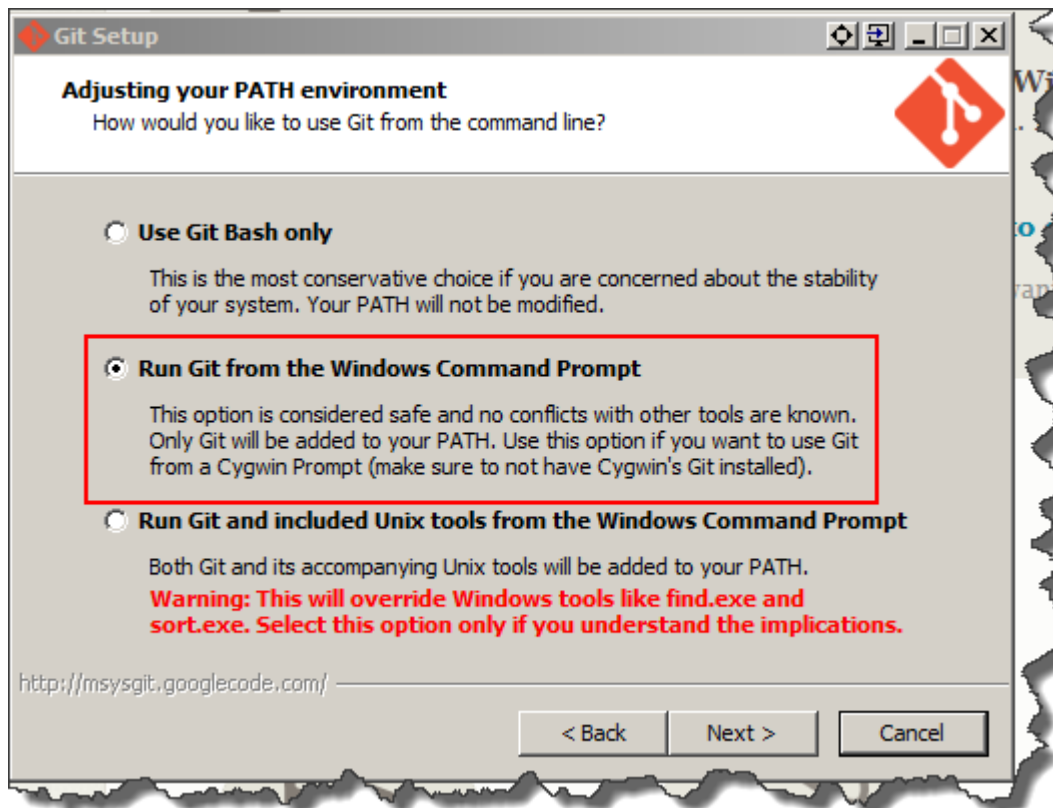 Git Setup
Adjusting your PATH environment
How would you like to use Git from the command line?
Use Git Bash only
This is the most conservative choice if you are concerned about the stability
of your system. Your PATH will not be modified.
Run Git from the Windows Command Prompt
This option is considered safe and no conflicts with other tools are known.
Only Git will be added to your PATH. Use this option if you want to use Git
from a Cygwin Prompt (make sure to not have Cygwin's Git installed).
Run Git and included Unix tools from the Windows Command Prompt
Both Git and its accompanying Unix tools will be added to your PATH.
Warning: This will override Windows tools like find.exe and
sort.exe. Select this option only if you understand the implications.
http://msysgit.googlecode.com/
< Back
Next >
Cancel